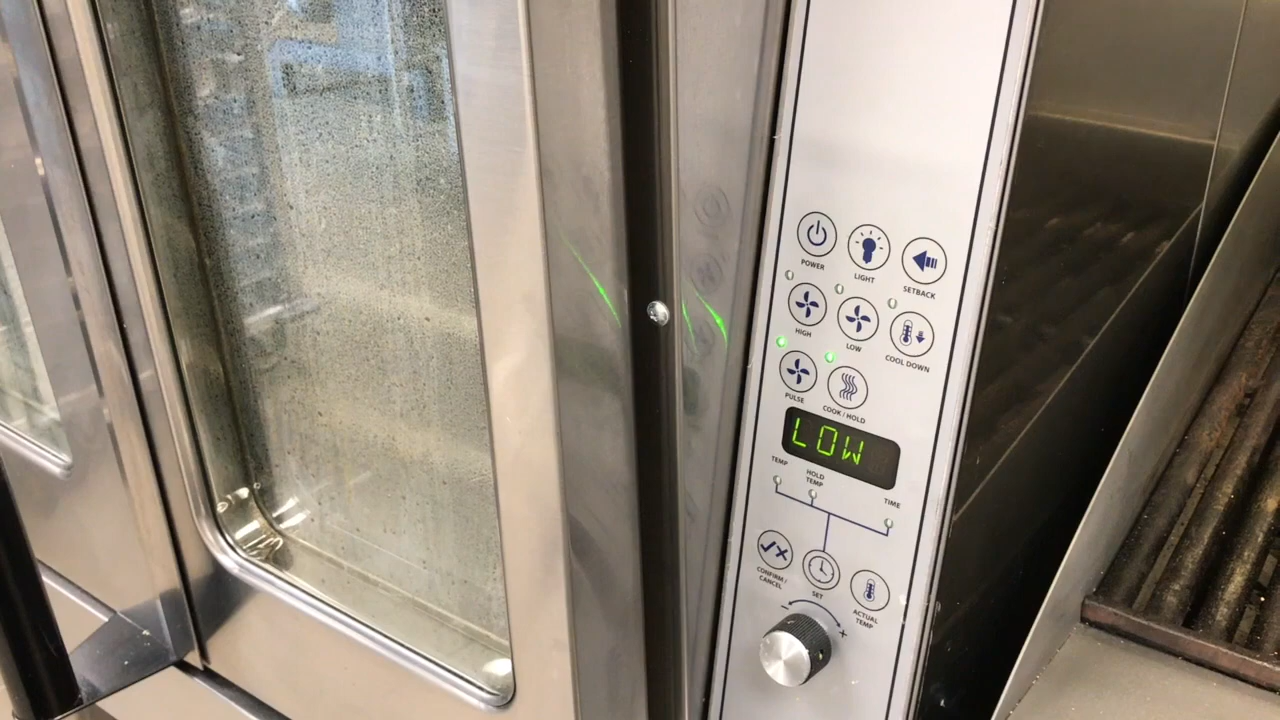 POWER
LIGHT
SETBACK
HIGH
LOW
COOL DOWN
PULSE
COOK / HOLD
LOW
TEMP
HOLD
TEMP
TIME
CONFIRM /
CANCEL
SET
ACTUAL
TEMP
- +